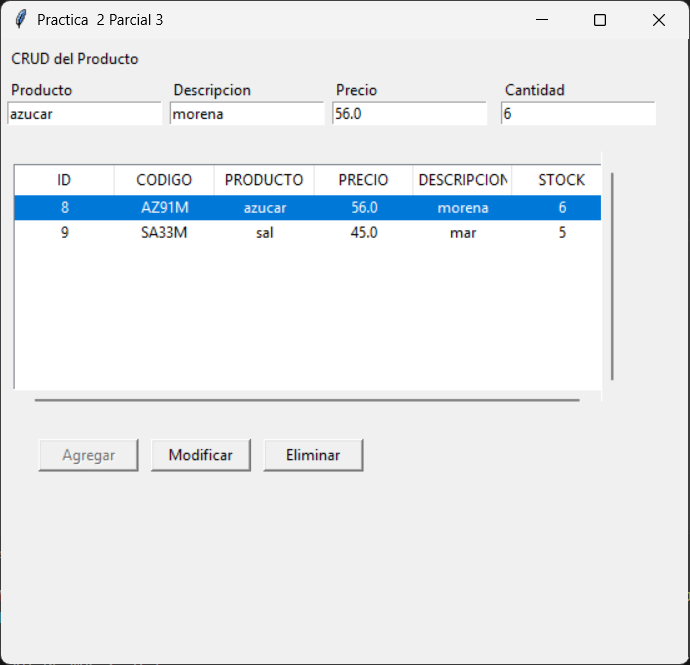 Practica 2 Parcial 3
CRUD del Producto
Producto Descripcion Precio Cantidad
azucar morena 56.0 6
ID CODIGO PRODUCTO PRECIO DESCRIPCION STOCK
8 AZ91M azucar 56.0 morena 6
9 SA33M sal 45.0 mar 5
Agregar Modificar Eliminar